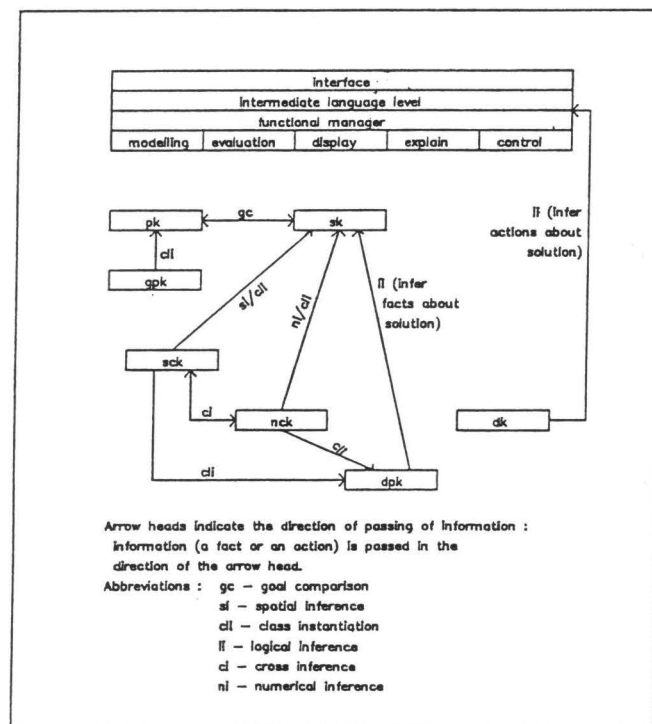 interface
intermediate language level
functional manager
modelling evaluation display explain control
pk gc sk
li (infer
actions about
solution)
cli
gpk
si/cli
ni/cli
li (infer
facts about
solution)
sck
ci
nck
dk
cli
cli
dpk
Arrow heads indicate the direction of passing of information :
information (a fact or an action) is passed in the
direction of the arrow head.
Abbreviations : gc – goal comparison
si – spatial inference
cli – class instantiation
li – logical inference
ci – cross inference
ni – numerical inference